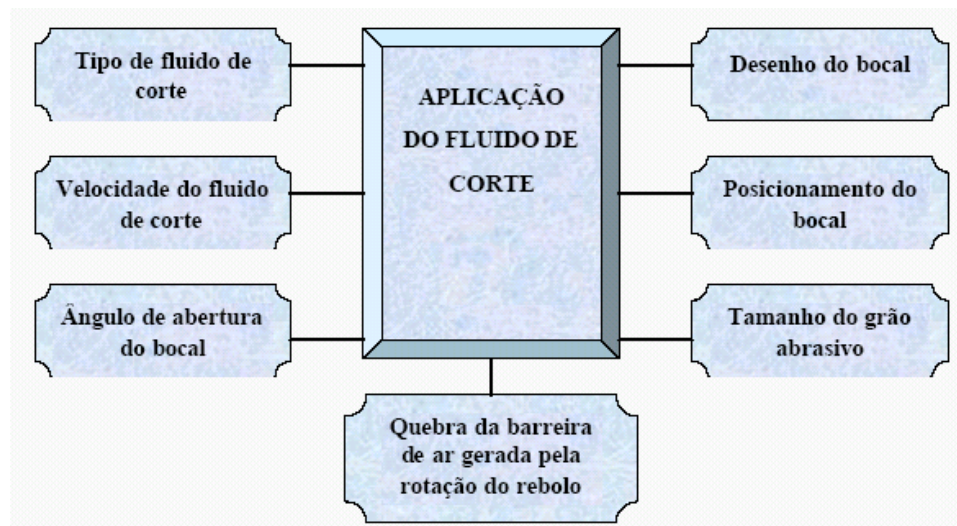 Tipo de fluido de
corte
Velocidade do fluido
de corte
Ângulo de abertura
do bocal
APLICAÇÃO
DO FLUIDO DE
CORTE
Desenho do bocal
Posicionamento do
bocal
Tamanho do grão
abrasivo
Quebra da barreira
de ar gerada pela
rotação do rebolo